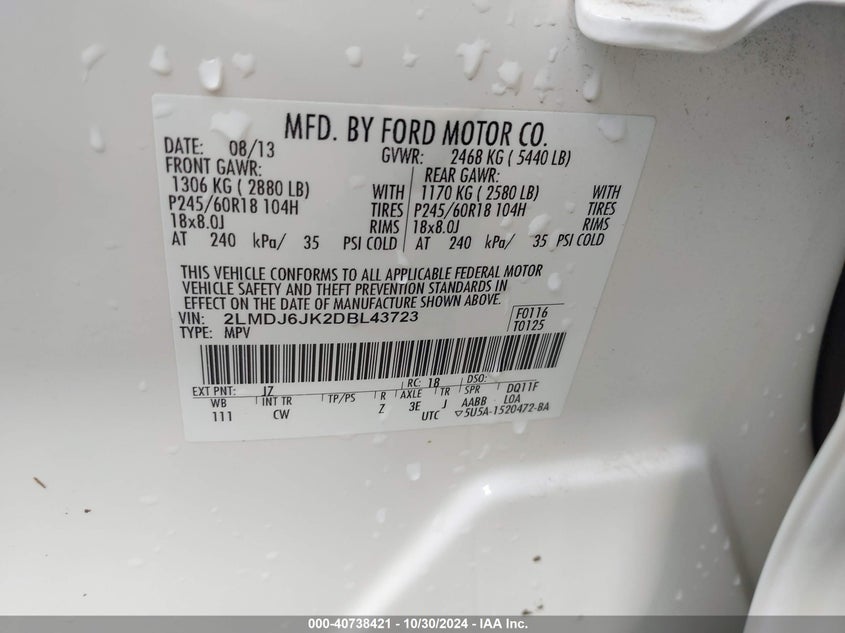 MFD. BY FORD MOTOR CO.
DATE: 08/13 GVWR: 2468 KG ( 5440 LB)
FRONT GAWR: REAR GAWR:
1306 KG ( 2880 LB) WITH 1170 KG ( 2580 LB) WITH
P245/60R18 104H TIRES P245/60R18 104H TIRES
18x8.0J RIMS 18x8.0J RIMS
AT 240 kPa/ 35 PSI COLD AT 240 kPa/ 35 PSI COLD
THIS VEHICLE CONFORMS TO ALL APPLICABLE FEDERAL MOTOR
VEHICLE SAFETY AND THEFT PREVENTION STANDARDS IN
EFFECT ON THE DATE OF MANUFACTURE SHOWN ABOVE.
VIN: 2LMDJ6JK2DBL43723 F0116
TYPE: MPV T0125
EXT PNT: JZ RC: 18 DSO:
WB INT TR TP/PS R AXLE TR SPR DQ11F
111 CW Z 3E J AABB LOA
UTC ▽5U5A-1520472-BA
000-40738421 - 10/30/2024 - IAA Inc.